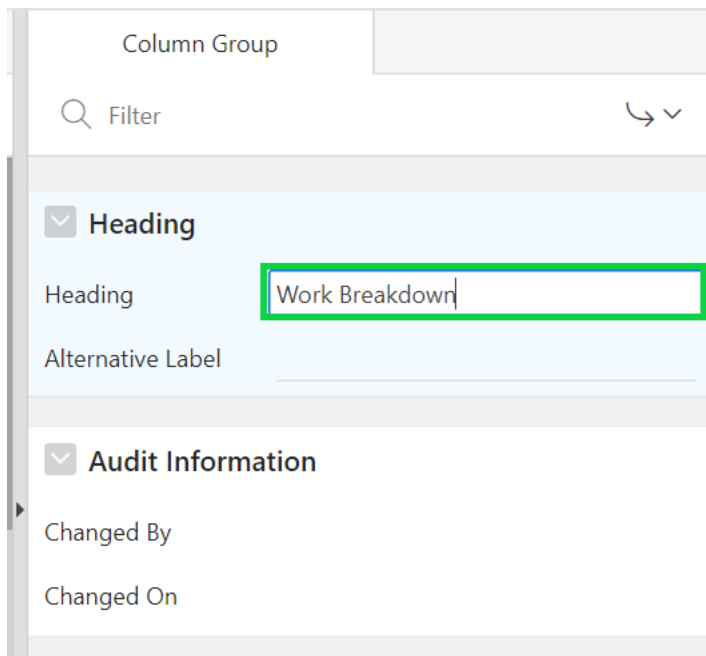 Column Group
Filter
Heading
Heading Work Breakdown
Alternative Label
Audit Information
Changed By
Changed On